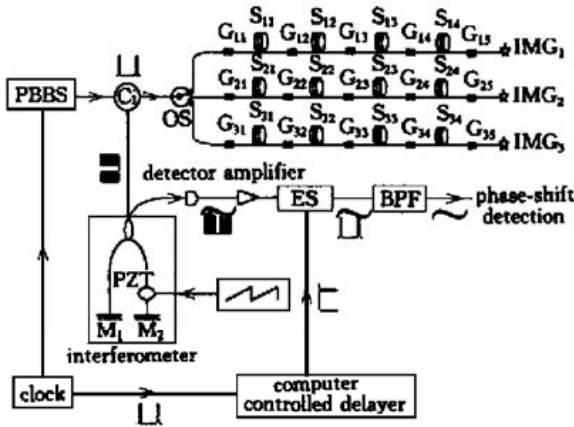 S11 S12 S13 S14
G11 G12 G13 G14 G15 IMG1
S21 S22 S23 S24
PBBS C1 OS G21 G22 G23 G24 G25 IMG2
S31 S32 S33 S34
G31 G32 G33 G34 G35 IMG3
detector amplifier
ES BPF phase-shift
detection
PZT
M1 M2
interferometer
clock
computer
controlled delayer